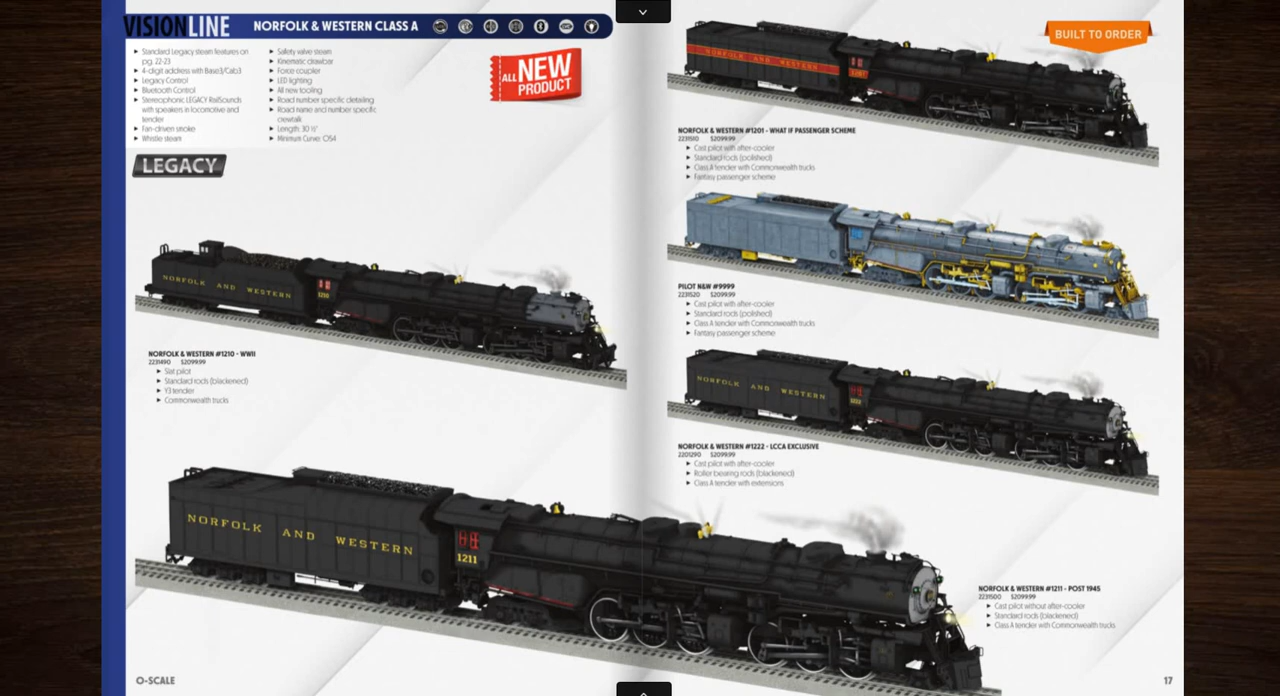 VISIONLINE NORFOLK & WESTERN CLASS A
Standard Legacy steam features on
pg. 22-23
4-digit address with Base3/Cab3
Legacy Control
Bluetooth Control
Stereophonic LEGACY RailSounds
with speakers in locomotive and
tender
Fan-driven smoke
Whistle steam
Safety valve steam
Kinematic drawbar
Force coupler
LED lighting
All new tooling
Road number specific detailing
Road name and number specific
crewtalk
Length: 30 ½"
Minimum Curve: O54
ALL NEW
PRODUCT
LEGACY
NORFOLK AND WESTERN
1210
NORFOLK & WESTERN #1210 - WWII
2231490 $2099.99
Slat pilot
Standard rods (blackened)
Y3 tender
Commonwealth trucks
NORFOLK AND WESTERN
1211
O-SCALE
BUILT TO ORDER
NORFOLK AND WESTERN
1201
NORFOLK & WESTERN #1201 - WHAT IF PASSENGER SCHEME
2231510 $2099.99
Cast pilot with after-cooler
Standard rods (polished)
Class A tender with Commonwealth trucks
Fantasy passenger scheme
PILOT N&W #9999
2231520 $2099.99
Cast pilot with after-cooler
Standard rods (polished)
Class A tender with Commonwealth trucks
Fantasy passenger scheme
NORFOLK AND WESTERN
1222
NORFOLK & WESTERN #1222 - LCCA EXCLUSIVE
2201290 $2099.99
Cast pilot with after-cooler
Roller bearing rods (blackened)
Class A tender with extensions
NORFOLK & WESTERN #1211 - POST 1945
2231500 $2099.99
Cast pilot without after-cooler
Standard rods (blackened)
Class A tender with Commonwealth trucks
17